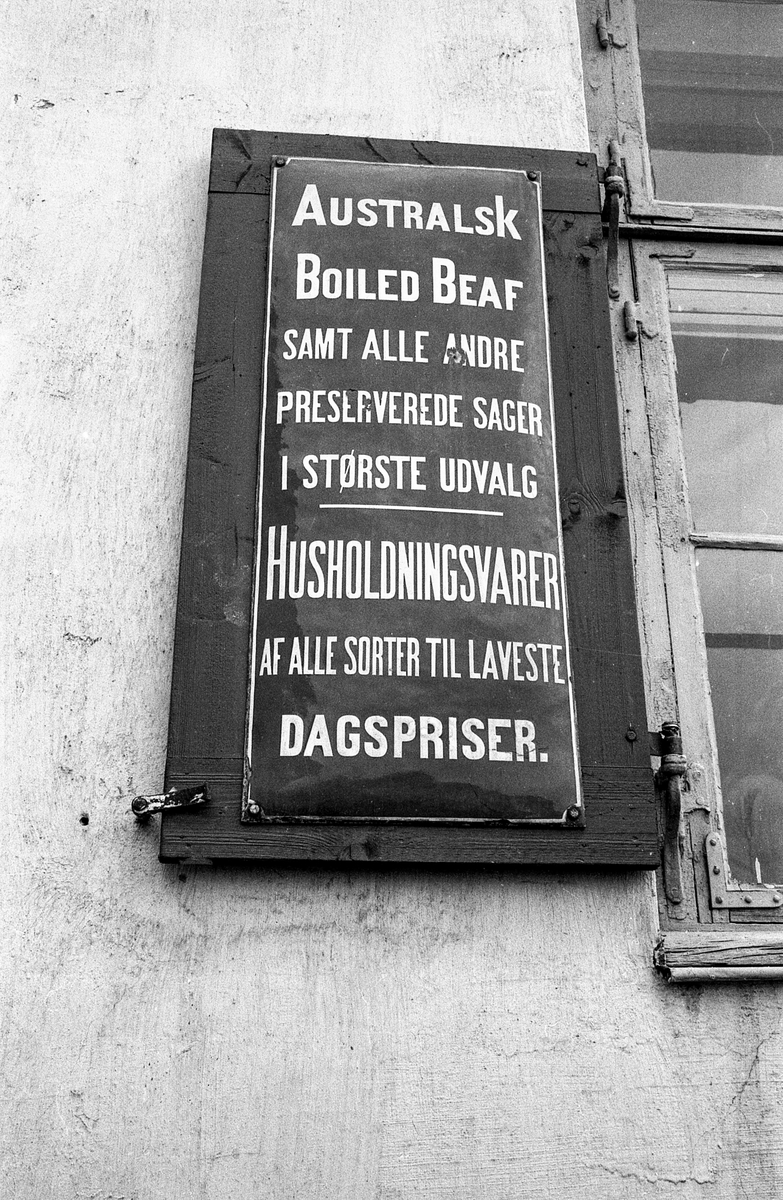 AUSTRALSK
BOILED BEAF
SAMT ALLE ANDRE
PRESERVEREDE SAGER
I STØRSTE UDVALG
HUSHOLDNINGSVARER
AF ALLE SORTER TIL LAVESTE
DAGSPRISER.